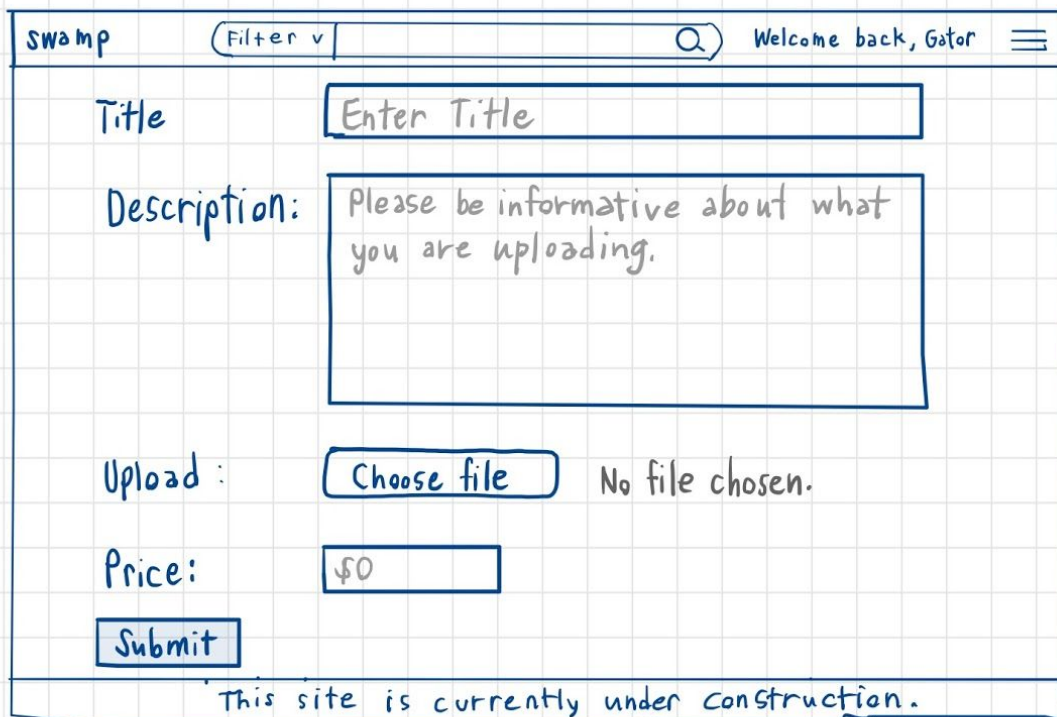 swamp Filter v Welcome back, Gator
Title Enter Title
Description: Please be informative about what
you are uploading.
Upload : Choose file No file chosen.
Price: $0
Submit
This site is currently under construction.